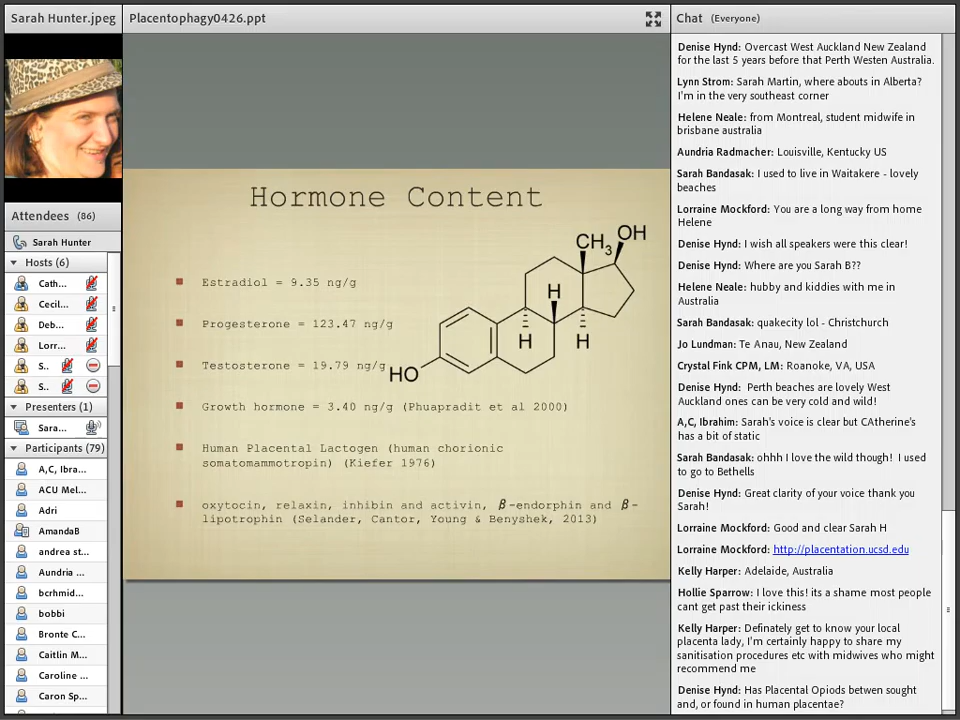 Sarah Hunter.jpeg
Attendees (86)
Sarah Hunter
Hosts (6)
Cath...
Cecil...
Deb...
Lorr...
S..
S..
Presenters (1)
Sara...
Participants (79)
A,C, Ibra...
ACU Mel...
Adri
AmandaB
andrea st...
Aundria ...
bcrhmid...
bobbi
Bronte C...
Caitlin M...
Caroline ...
Caron Sp...
Placentophagy0426.ppt
Hormone Content
Estradiol = 9.35 ng/g
Progesterone = 123.47 ng/g
Testosterone = 19.79 ng/g
Growth hormone = 3.40 ng/g (Phuapradit et al 2000)
Human Placental Lactogen (human chorionic
somatomammotropin) (Kiefer 1976)
oxytocin, relaxin, inhibin and activin, β-endorphin and β-
lipotrophin (Selander, Cantor, Young & Benyshek, 2013)
CH3
OH
H
H
H
HO
Chat (Everyone)
Denise Hynd: Overcast West Auckland New Zealand
for the last 5 years before that Perth Westen Australia.
Lynn Strom: Sarah Martin, where abouts in Alberta?
I'm in the very southeast corner
Helene Neale: from Montreal, student midwife in
brisbane australia
Aundria Radmacher: Louisville, Kentucky US
Sarah Bandasak: I used to live in Waitakere - lovely
beaches
Lorraine Mockford: You are a long way from home
Helene
Denise Hynd: I wish all speakers were this clear!
Denise Hynd: Where are you Sarah B??
Helene Neale: hubby and kiddies with me in
Australia
Sarah Bandasak: quakecity lol - Christchurch
Jo Lundman: Te Anau, New Zealand
Crystal Fink CPM, LM: Roanoke, VA, USA
Denise Hynd: Perth beaches are lovely West
Auckland ones can be very cold and wild!
A,C, Ibrahim: Sarah's voice is clear but CAtherine's
has a bit of static
Sarah Bandasak: ohhh I love the wild though! I used
to go to Bethells
Denise Hynd: Great clarity of your voice thank you
Sarah!
Lorraine Mockford: Good and clear Sarah H
Lorraine Mockford: http://placentation.ucsd.edu
Kelly Harper: Adelaide, Australia
Hollie Sparrow: I love this! its a shame most people
cant get past their ickiness
Kelly Harper: Definately get to know your local
placenta lady, I'm certainly happy to share my
sanitisation procedures etc with midwives who might
recommend me
Denise Hynd: Has Placental Opiods betwen sought
and, or found in human placentae?